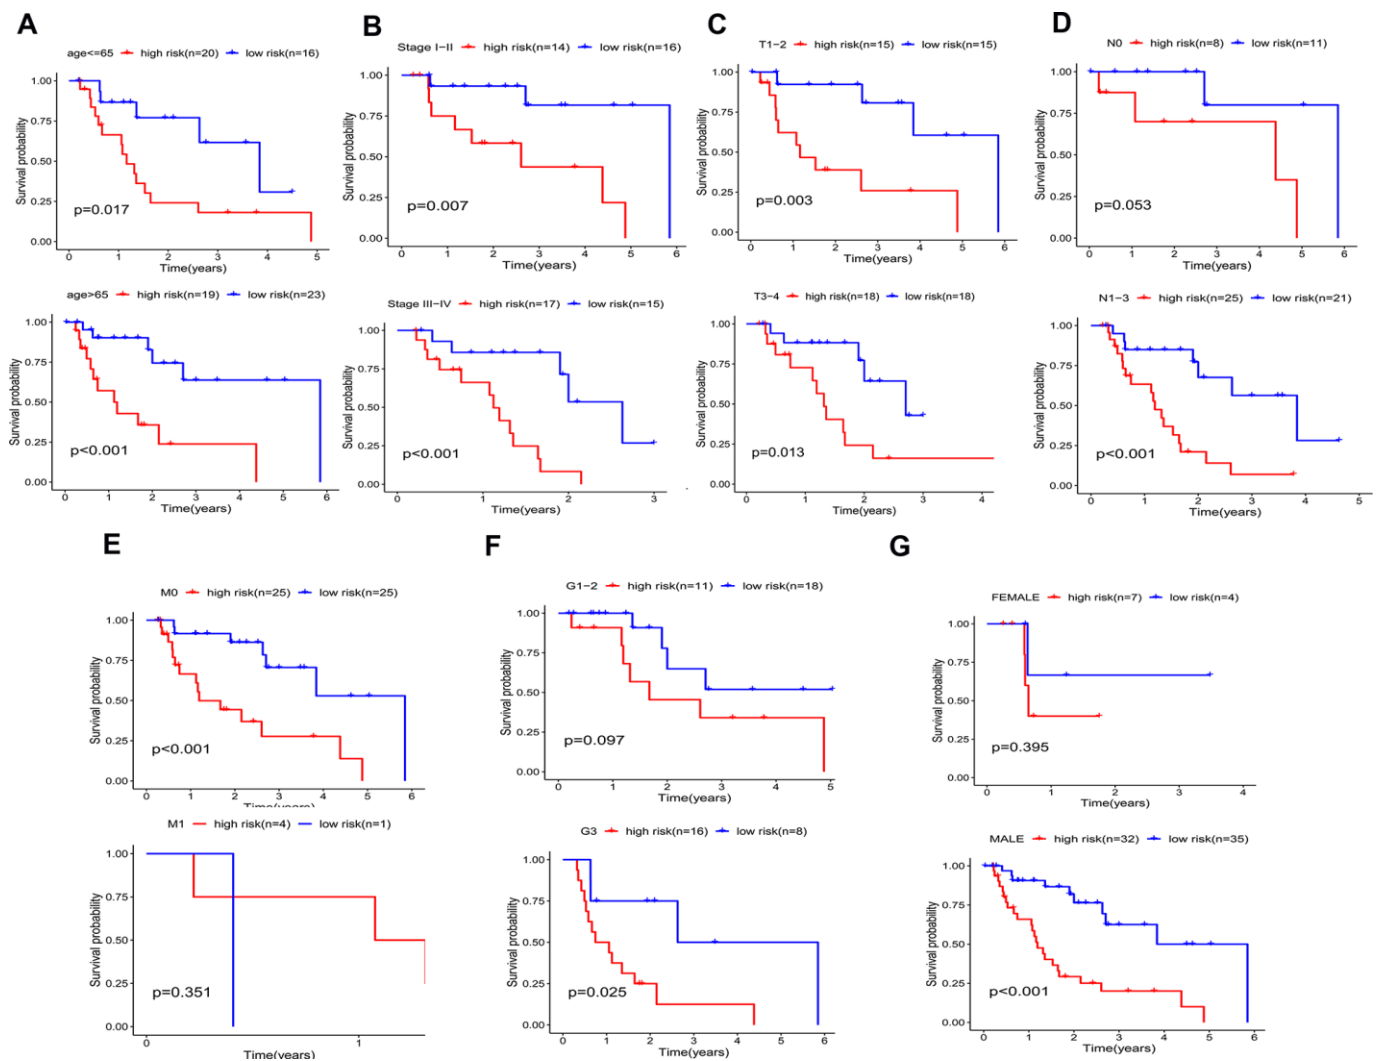 A
age<=65 high risk(n=20) low risk(n=16)
Survival probability
1.00
0.75
0.50
0.25
0.00
p=0.017
0 1 2 3 4 5
Time(years)
age>65 high risk(n=19) low risk(n=23)
Survival probability
1.00
0.75
0.50
0.25
0.00
p<0.001
0 1 2 3 4 5 6
Time(years)
B
Stage I-II high risk(n=14) low risk(n=16)
Survival probability
1.00
0.75
0.50
0.25
0.00
p=0.007
0 1 2 3 4 5 6
Time(years)
Stage III-IV high risk(n=17) low risk(n=15)
Survival probability
1.00
0.75
0.50
0.25
0.00
p<0.001
1 2 3
Time(years)
C
T1-2 high risk(n=15) low risk(n=15)
Survival probability
1.00
0.75
0.50
0.25
0.00
p=0.003
0 1 2 3 4 5 6
Time(years)
T3-4 high risk(n=18) low risk(n=18)
Survival probability
1.00
0.75
0.50
0.25
0.00
p=0.013
0 1 2 3 4
Time(years)
D
N0 high risk(n=8) low risk(n=11)
Survival probability
1.00
0.75
0.50
0.25
0.00
p=0.053
0 1 2 3 4 5 6
Time(years)
N1-3 high risk(n=25) low risk(n=21)
Survival probability
1.00
0.75
0.50
0.25
0.00
p<0.001
0 1 2 3 4 5
Time(years)
E
M0 high risk(n=25) low risk(n=25)
Survival probability
1.00
0.75
0.50
0.25
0.00
p<0.001
0 1 2 3 4 5 6
Time(years)
M1 high risk(n=4) low risk(n=1)
Survival probability
1.00
0.75
0.50
0.25
0.00
p=0.351
0 1
Time(years)
F
G1-2 high risk(n=11) low risk(n=18)
Survival probability
1.00
0.75
0.50
0.25
0.00
p=0.097
0 1 2 3 4 5
Time(years)
G3 high risk(n=16) low risk(n=8)
Survival probability
1.00
0.75
0.50
0.25
0.00
p=0.025
0 1 2 3 4 5 6
Time(years)
G
FEMALE high risk(n=7) low risk(n=4)
Survival probability
1.00
0.75
0.50
0.25
0.00
p=0.395
0 1 2 3 4
Time(years)
MALE high risk(n=32) low risk(n=35)
Survival probability
1.00
0.75
0.50
0.25
0.00
p<0.001
0 1 2 3 4 5 6
Time(years)